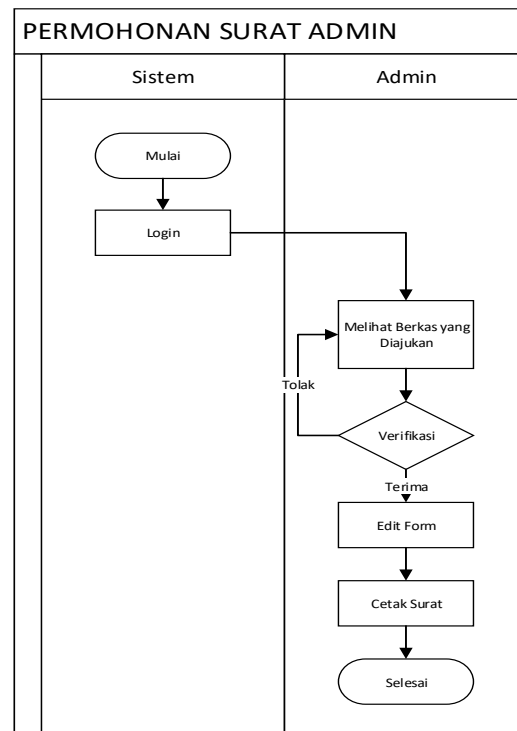 PERMOHONAN SURAT ADMIN
Sistem
Admin
Mulai
Login
Melihat Berkas yang
Diajukan
Tolak
Verifikasi
Terima
Edit Form
Cetak Surat
Selesai